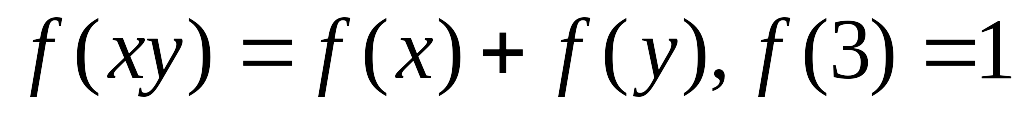 f(xy) = f(x) + f(y), f(3) =1